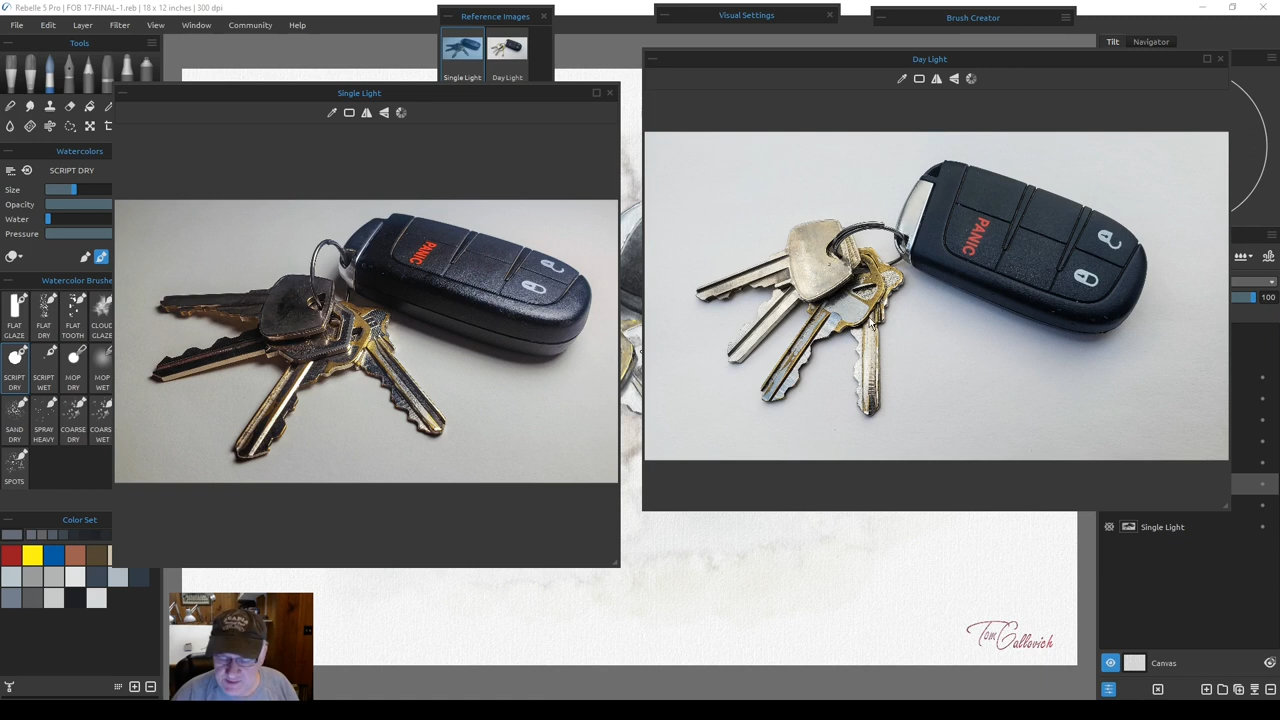 Rebelle 5 Pro | FOB 17-FINAL-1.reb | 18 x 12 inches | 300 dpi
File Edit Layer Filter View Window Community Help
Reference Images
Single Light
Day Light
Visual Settings
Brush Creator
Tools
Tilt
Navigator
Single Light
Day Light
Watercolors
SCRIPT DRY
Size
Opacity
Water
Pressure
Watercolor Brushe
FLAT GLAZE
FLAT DRY
FLAT TOOTH
CLOUD GLAZE
SCRIPT DRY
SCRIPT WET
MOP DRY
MOP WET
SAND DRY
SPRAY HEAVY
COARSE DRY
COARS WET
SPOTS
PANIC
PANIC
100
Color Set
Single Light
Tom Callovich
Canvas